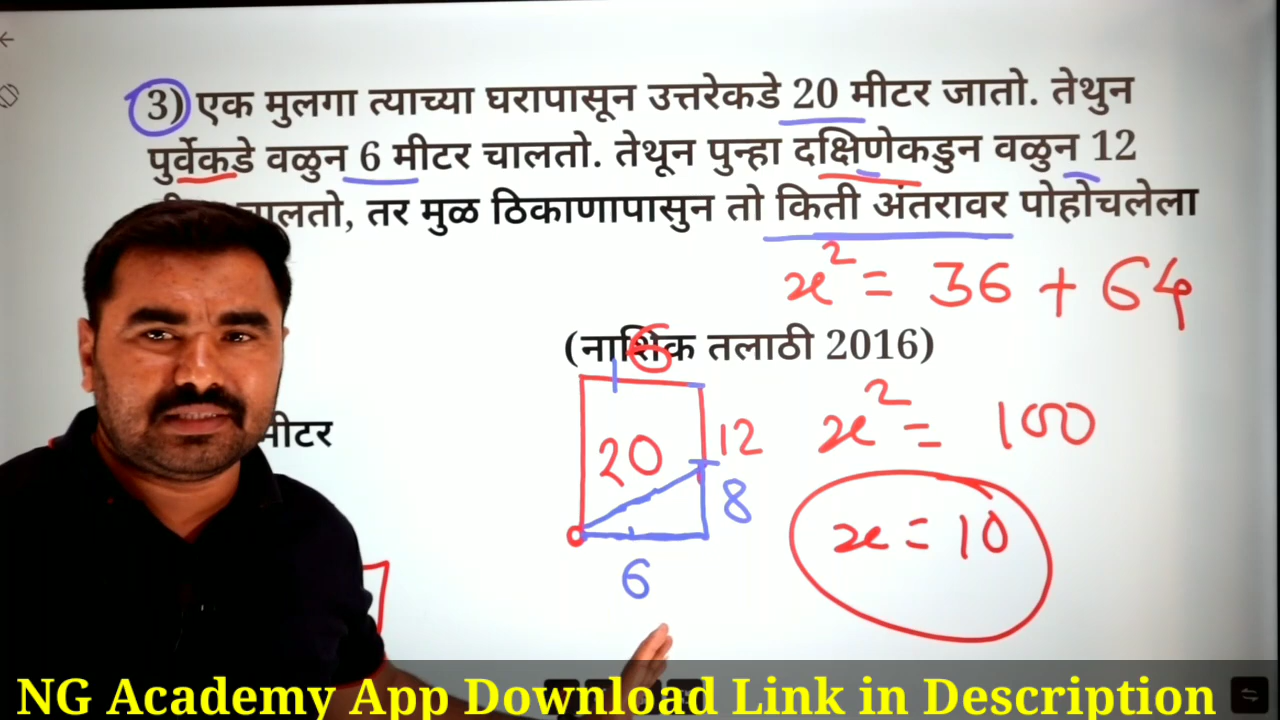 3) एक मुलगा त्याच्या घरापासून उत्तरेकडे 20 मीटर जातो. तेथुन
पुर्वेकडे वळुन 6 मीटर चालतो. तेथून पुन्हा दक्षिणेकडुन वळुन 12
तर मुळ ठिकाणापासुन तो किती अंतरावर पोहोचलेला
x² = 36 + 64
(नाशिक तलाठी 2016)
6
x² = 100
मीटर
20
12
8
x = 10
6
NG Academy App Download Link in Description